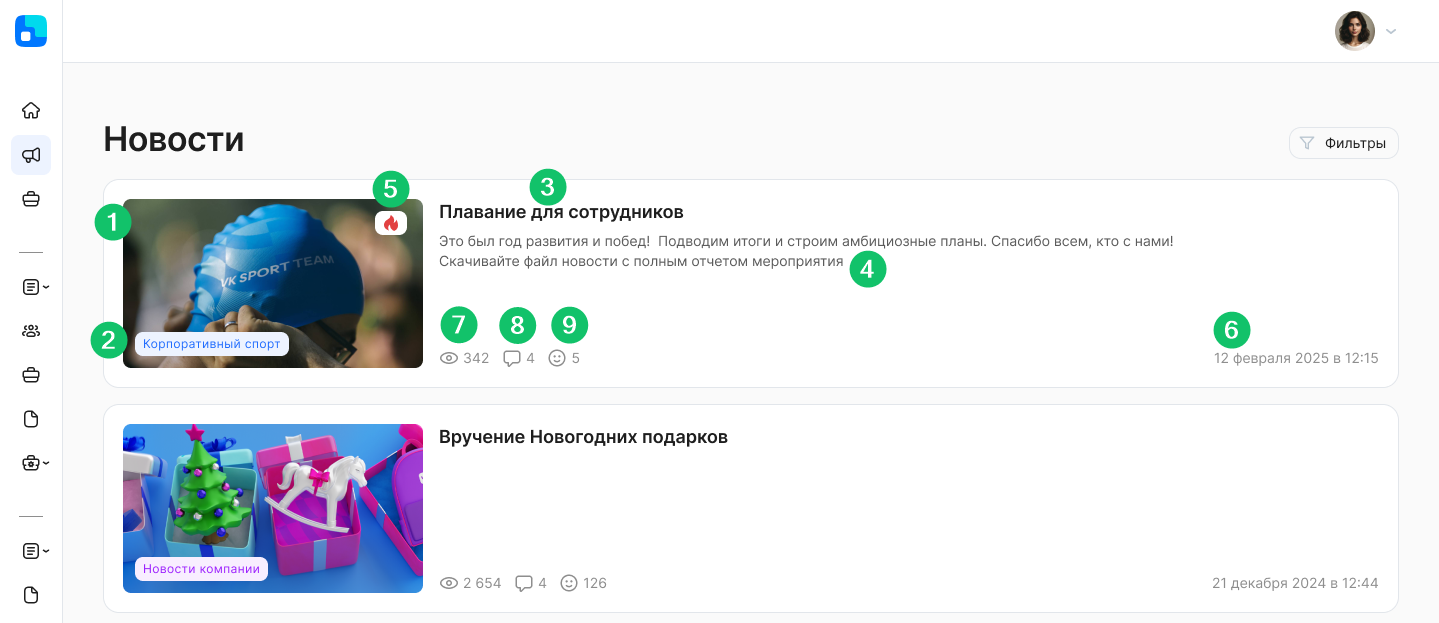 Новости
Фильтры
5
3
1
Плавание для сотрудников
VK SPORT TEAM
Это был год развития и побед!  Подводим итоги и строим амбициозные планы. Спасибо всем, кто с нами!
Скачивайте файл новости с полным отчетом мероприятия
4
7
8
9
6
2
Корпоративный спорт
342
4
5
12 февраля 2025 в 12:15
Вручение Новогодних подарков
Новости компании
2 654
4
126
21 декабря 2024 в 12:44